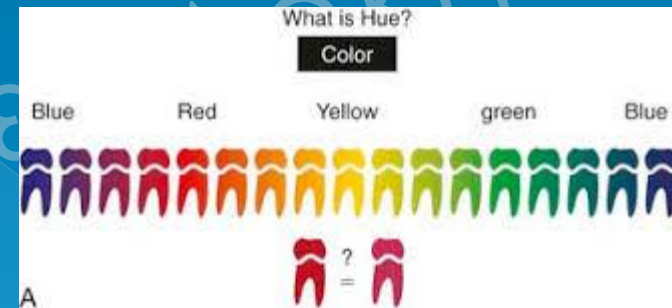 What is Hue?
Color
Blue Red Yellow green Blue
?
=
A